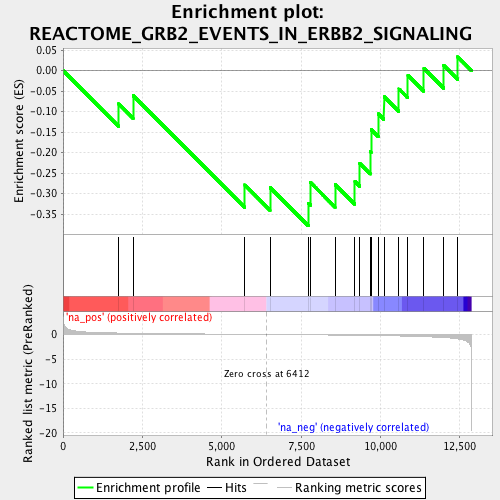 Enrichment plot:
REACTOME_GRB2_EVENTS_IN_ERBB2_SIGNALING
Enrichment score (ES)
0.05
0.00
-0.05
-0.10
-0.15
-0.20
-0.25
-0.30
-0.35
'na_pos' (positively correlated)
Ranked list metric (PreRanked)
0
-5
-10
-15
-20
Zero cross at 6412
'na_neg' (negatively correlated)
0
2,500
5,000
7,500
10,000
12,500
Rank in Ordered Dataset
Enrichment profile
Hits
Ranking metric scores